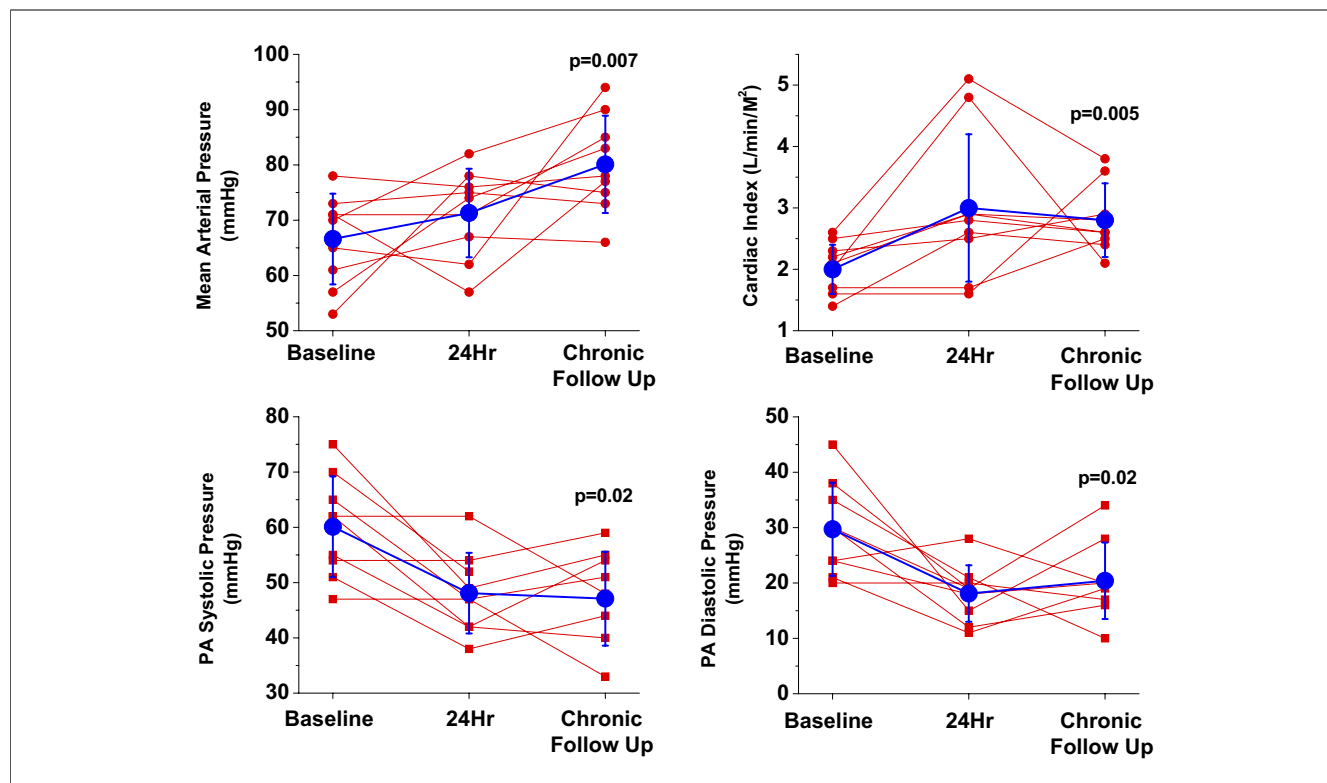 Mean Arterial Pressure
(mmHg)
100
90
80
70
60
50
p=0.007
Baseline
24Hr
Chronic
Follow Up
Cardiac Index (L/min/M²)
5
4
3
2
1
p=0.005
Baseline
24Hr
Chronic
Follow Up
PA Systolic Pressure
(mmHg)
80
70
60
50
40
30
p=0.02
Baseline
24Hr
Chronic
Follow Up
PA Diastolic Pressure
(mmHg)
50
40
30
20
10
0
p=0.02
Baseline
24Hr
Chronic
Follow Up